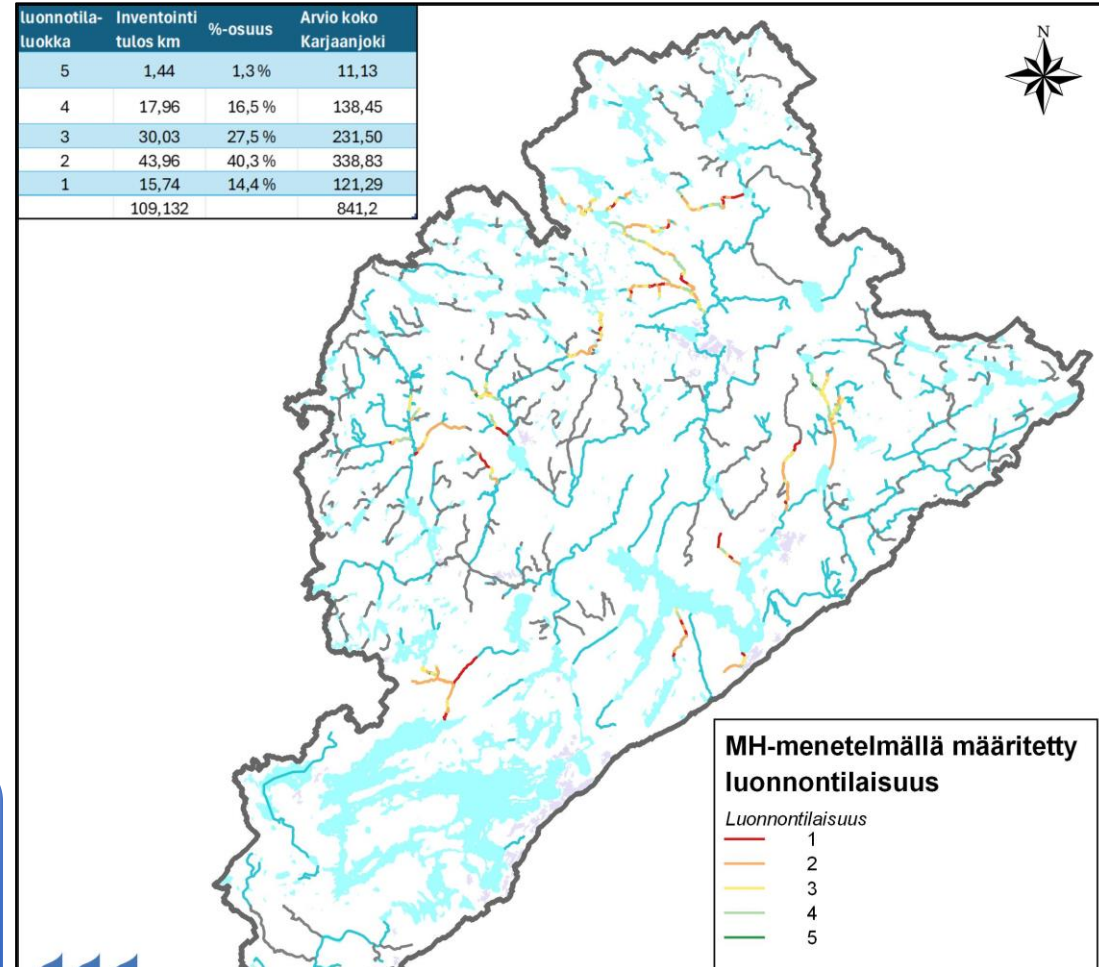 luonnotila- Inventointi %-osuus Arvio koko
luokka tulos km Karjaanjoki
5 1,44 1,3 % 11,13
4 17,96 16,5 % 138,45
3 30,03 27,5 % 231,50
2 43,96 40,3 % 338,83
1 15,74 14,4 % 121,29
109,132 841,2
N
MH-menetelmällä määritetty
luonnontilaisuus
Luonnontilaisuus
1
2
3
4
5